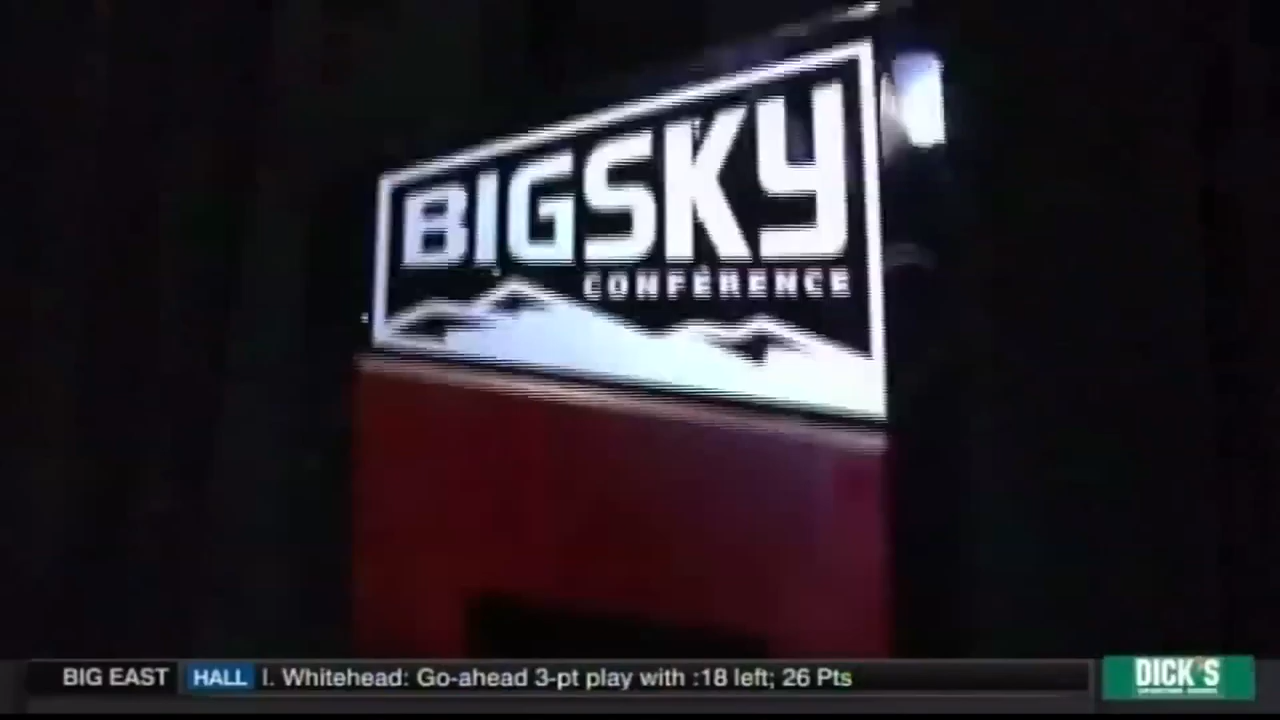 BIGSKY
CONFERENCE
BIG EAST HALL I. Whitehead: Go-ahead 3-pt play with :18 left; 26 Pts
DICK'S